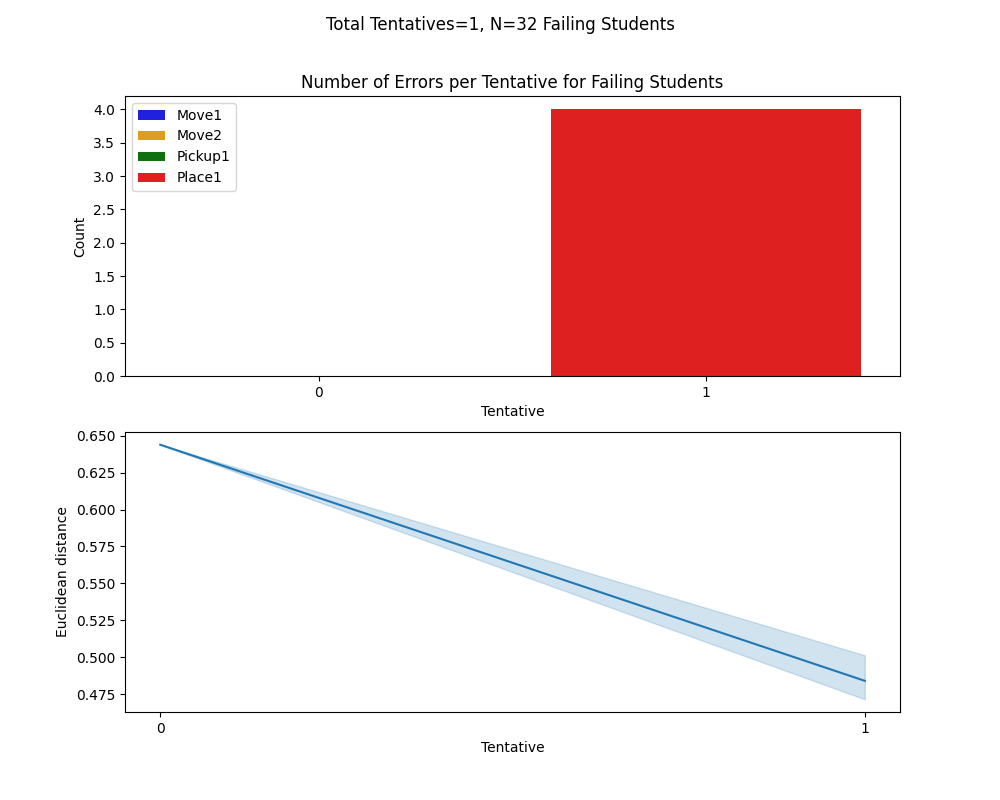 Total Tentatives=1, N=32 Failing Students
Number of Errors per Tentative for Failing Students
Move1
Move2
Pickup1
Place1
4.0
3.5
3.0
2.5
2.0
1.5
1.0
0.5
0.0
Count
0 1
Tentative
0.650
0.625
0.600
0.575
0.550
0.525
0.500
0.475
Euclidean distance
0 1
Tentative